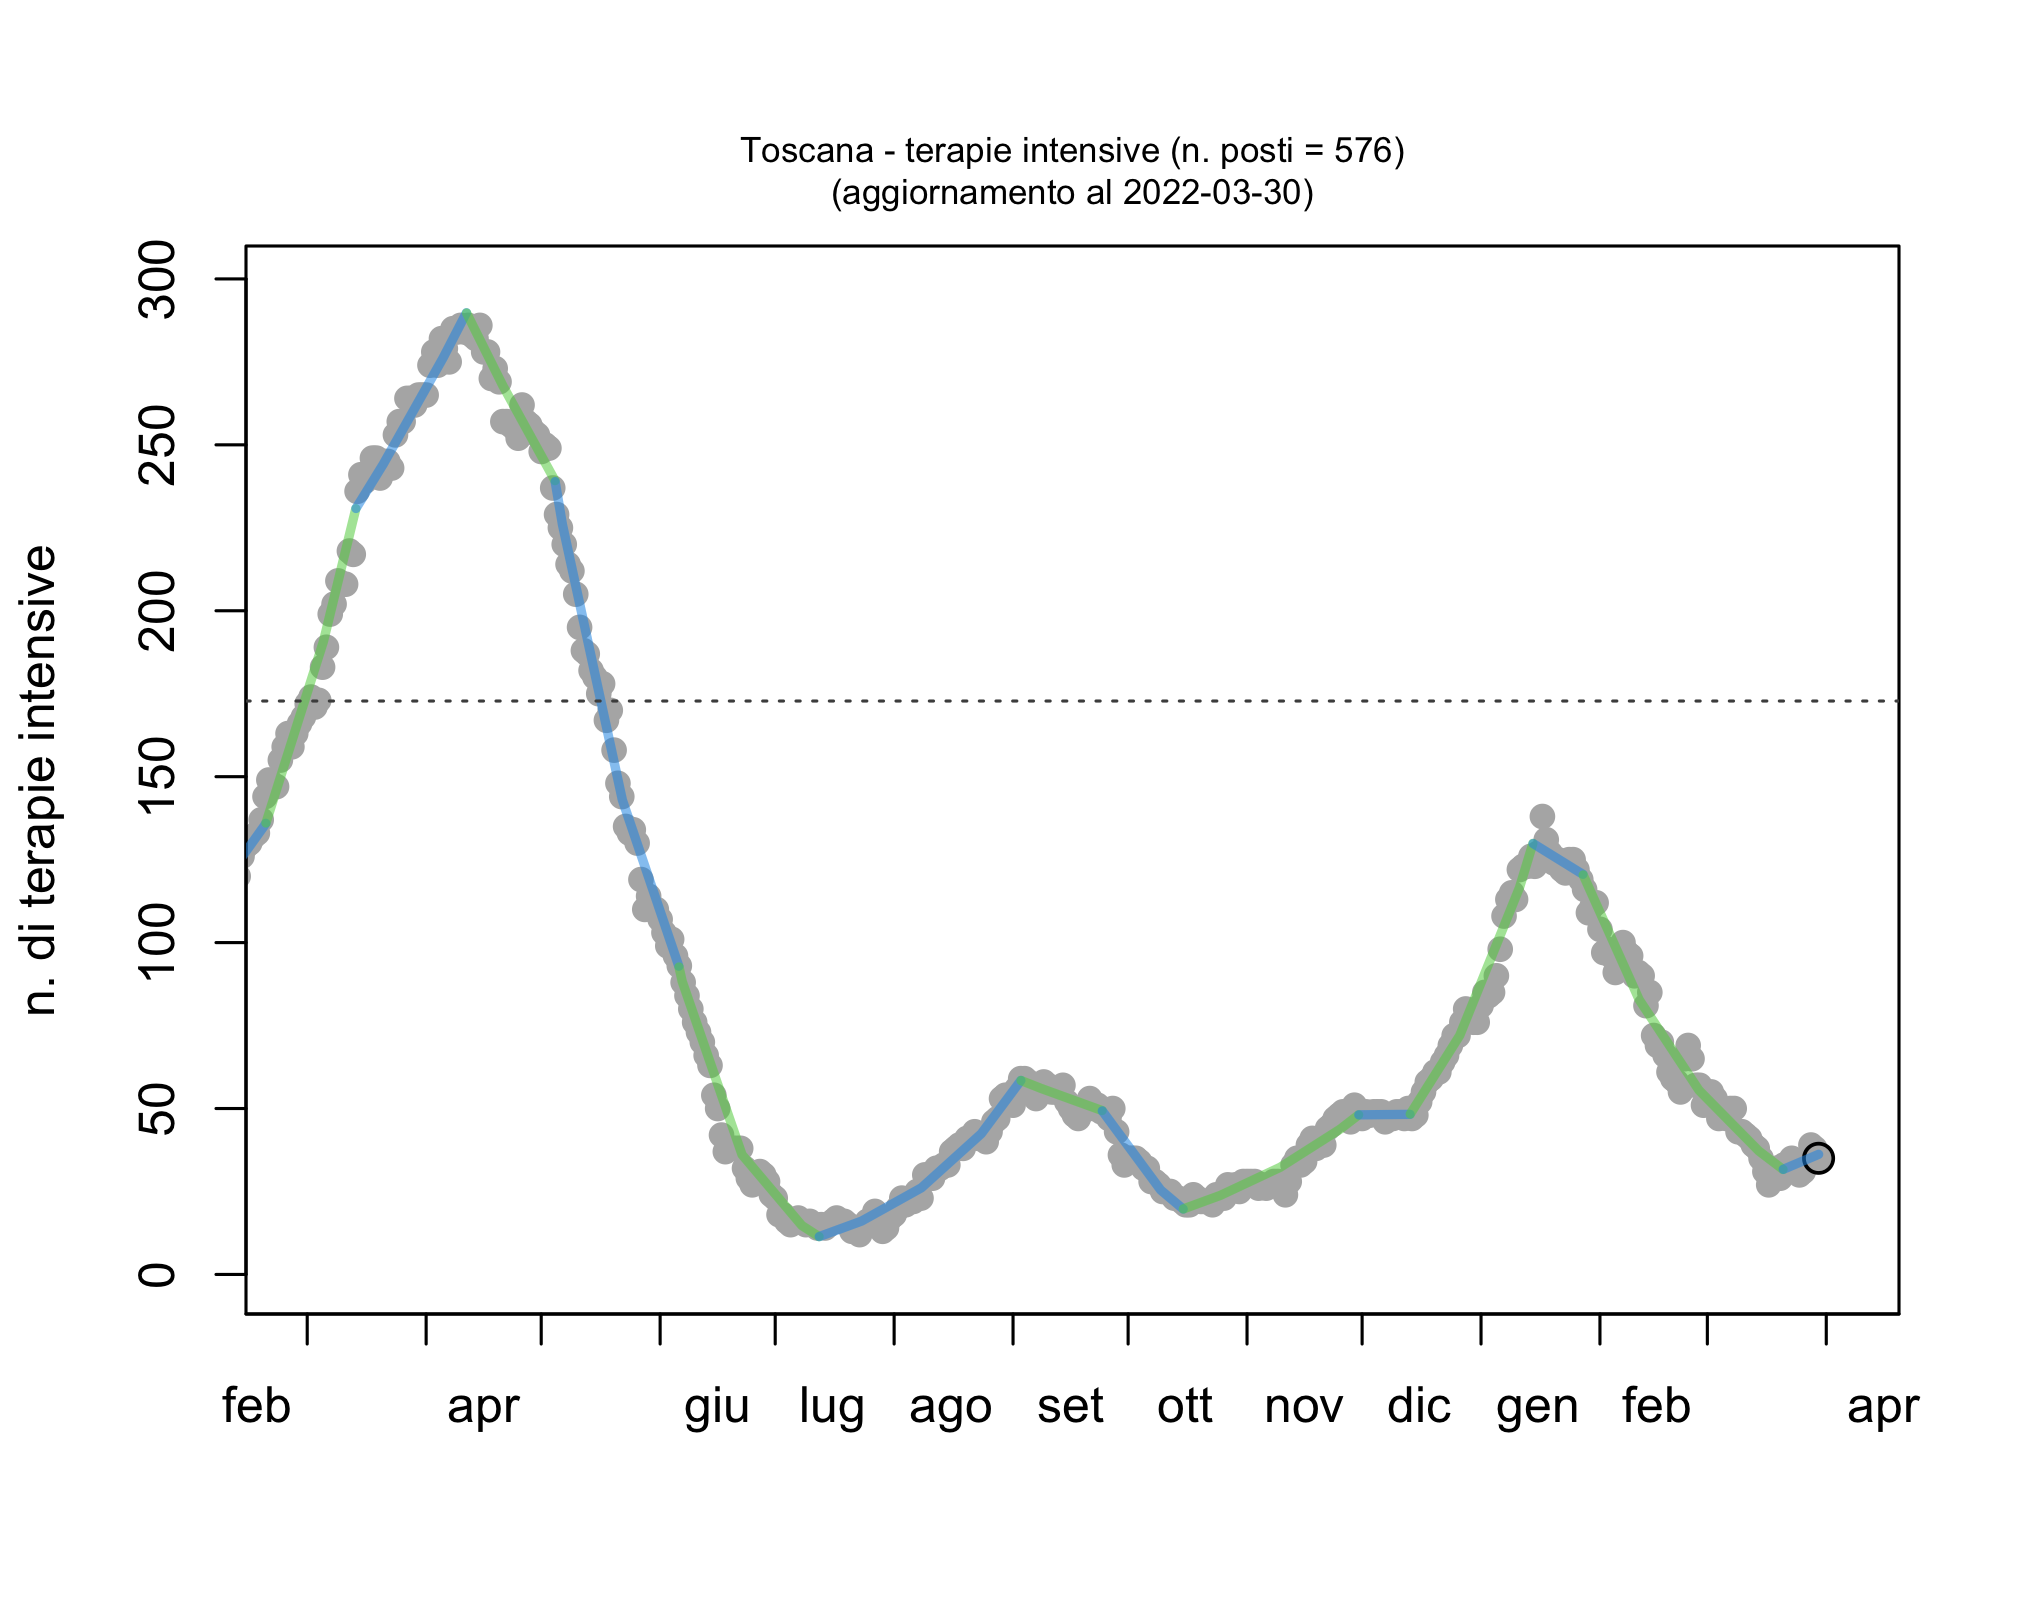 Toscana - terapie intensive (n. posti = 576)
(aggiornamento al 2022-03-30)
n. di terapie intensive
300
250
200
150
100
50
0
feb apr giu lug ago set ott nov dic gen feb apr